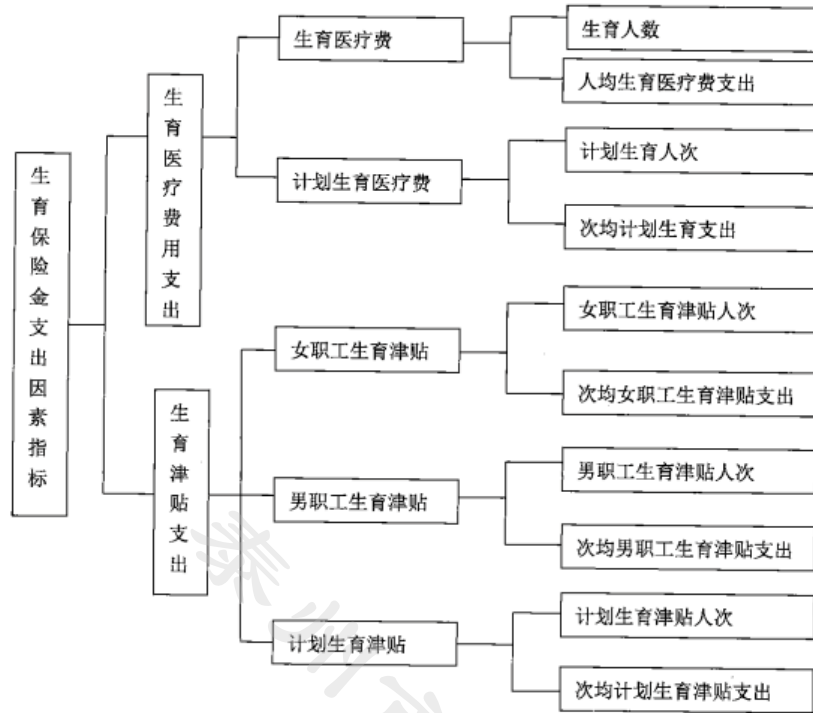 生育保险金支出因素指标
生育医疗费用支出
生育医疗费
生育人数
人均生育医疗费支出
计划生育医疗费
计划生育人次
次均计划生育支出
生育津贴支出
女职工生育津贴
女职工生育津贴人次
次均女职工生育津贴支出
男职工生育津贴
男职工生育津贴人次
次均男职工生育津贴支出
计划生育津贴
计划生育津贴人次
次均计划生育津贴支出
泰州